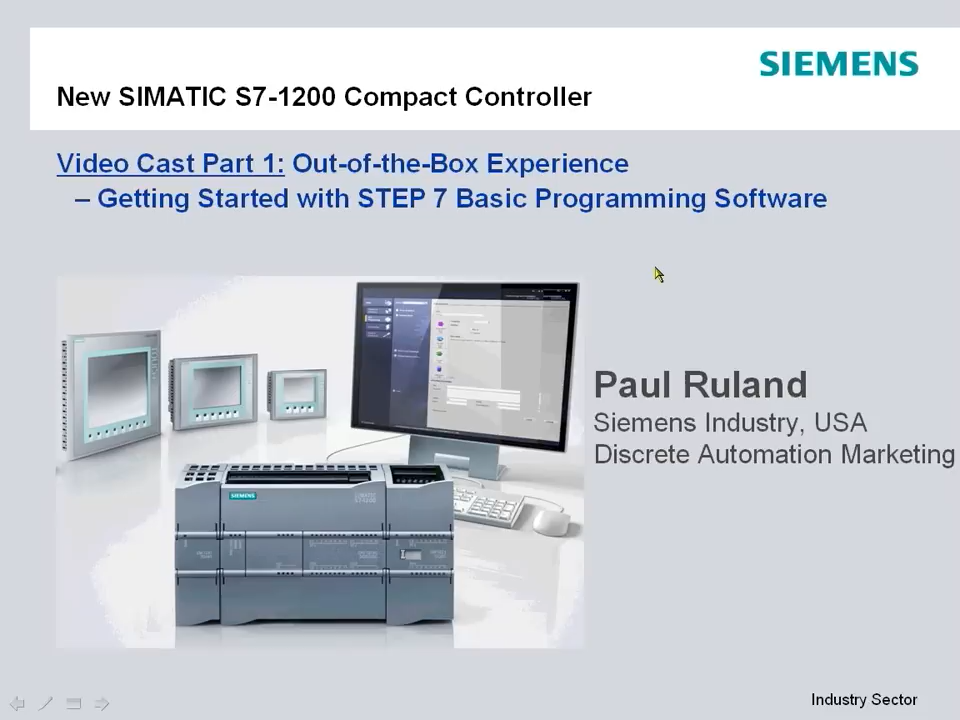 SIEMENS
New SIMATIC S7-1200 Compact Controller
Video Cast Part 1: Out-of-the-Box Experience
– Getting Started with STEP 7 Basic Programming Software
Paul Ruland
Siemens Industry, USA
Discrete Automation Marketing
SIEMENS
Industry Sector